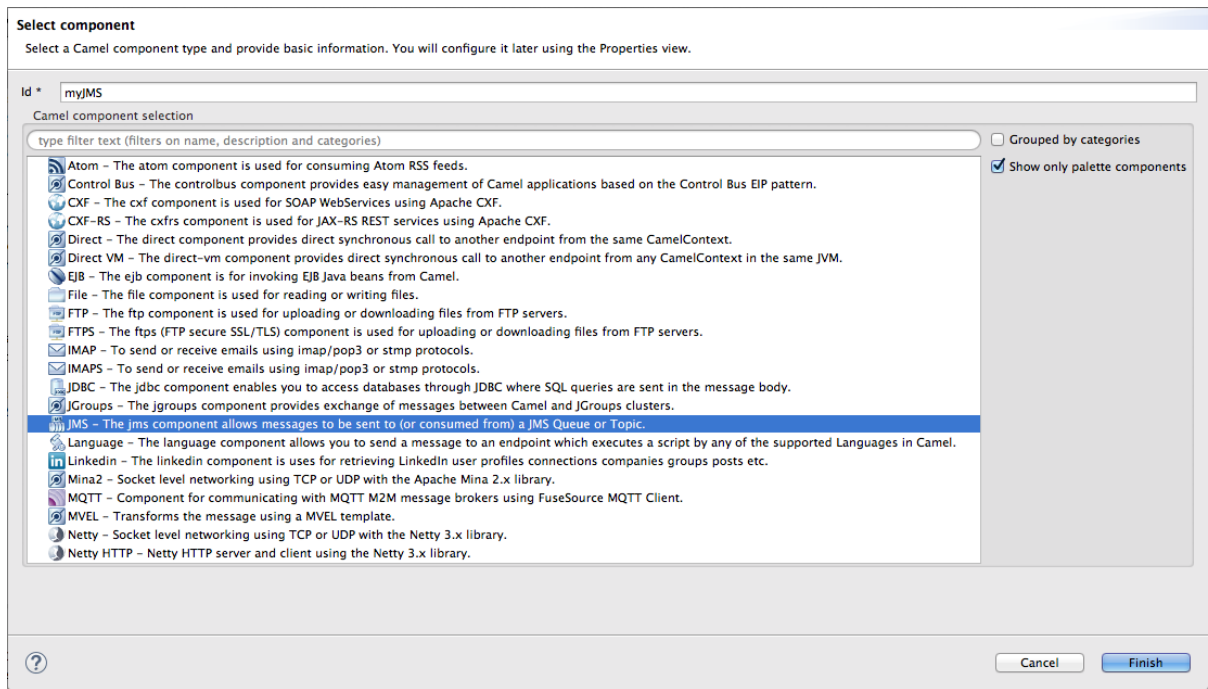 Select component
Select a Camel component type and provide basic information. You will configure it later using the Properties view.
Id * myJMS
Camel component selection
type filter text (filters on name, description and categories)
Grouped by categories
Show only palette components
Atom – The atom component is used for consuming Atom RSS feeds.
Control Bus – The controlbus component provides easy management of Camel applications based on the Control Bus EIP pattern.
CXF – The cxf component is used for SOAP WebServices using Apache CXF.
CXF-RS – The cxfrs component is used for JAX-RS REST services using Apache CXF.
Direct – The direct component provides direct synchronous call to another endpoint from the same CamelContext.
Direct VM – The direct-vm component provides direct synchronous call to another endpoint from any CamelContext in the same JVM.
EJB – The ejb component is for invoking EJB Java beans from Camel.
File – The file component is used for reading or writing files.
FTP – The ftp component is used for uploading or downloading files from FTP servers.
FTPS – The ftps (FTP secure SSL/TLS) component is used for uploading or downloading files from FTP servers.
IMAP – To send or receive emails using imap/pop3 or stmp protocols.
IMAPS – To send or receive emails using imap/pop3 or stmp protocols.
JDBC – The jdbc component enables you to access databases through JDBC where SQL queries are sent in the message body.
JGroups – The jgroups component provides exchange of messages between Camel and JGroups clusters.
JMS – The jms component allows messages to be sent to (or consumed from) a JMS Queue or Topic.
Language – The language component allows you to send a message to an endpoint which executes a script by any of the supported Languages in Camel.
Linkedin – The linkedin component is uses for retrieving LinkedIn user profiles connections companies groups posts etc.
Mina2 – Socket level networking using TCP or UDP with the Apache Mina 2.x library.
MQTT – Component for communicating with MQTT M2M message brokers using FuseSource MQTT Client.
MVEL – Transforms the message using a MVEL template.
Netty – Socket level networking using TCP or UDP with the Netty 3.x library.
Netty HTTP – Netty HTTP server and client using the Netty 3.x library.
?
Cancel
Finish